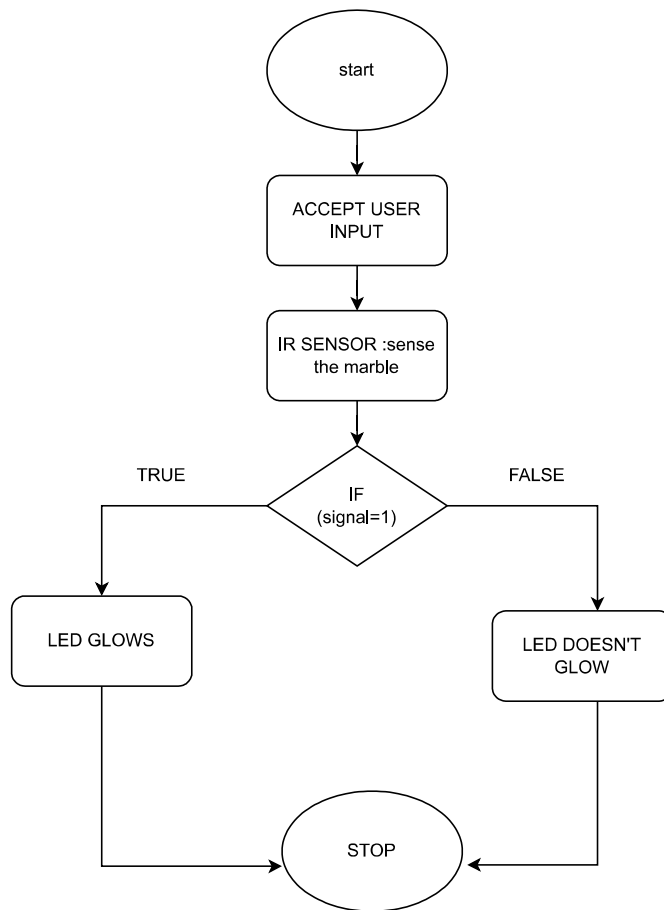 start
ACCEPT USER
INPUT
IR SENSOR :sense
the marble
TRUE
FALSE
IF
(signal=1)
LED GLOWS
LED DOESN'T
GLOW
STOP